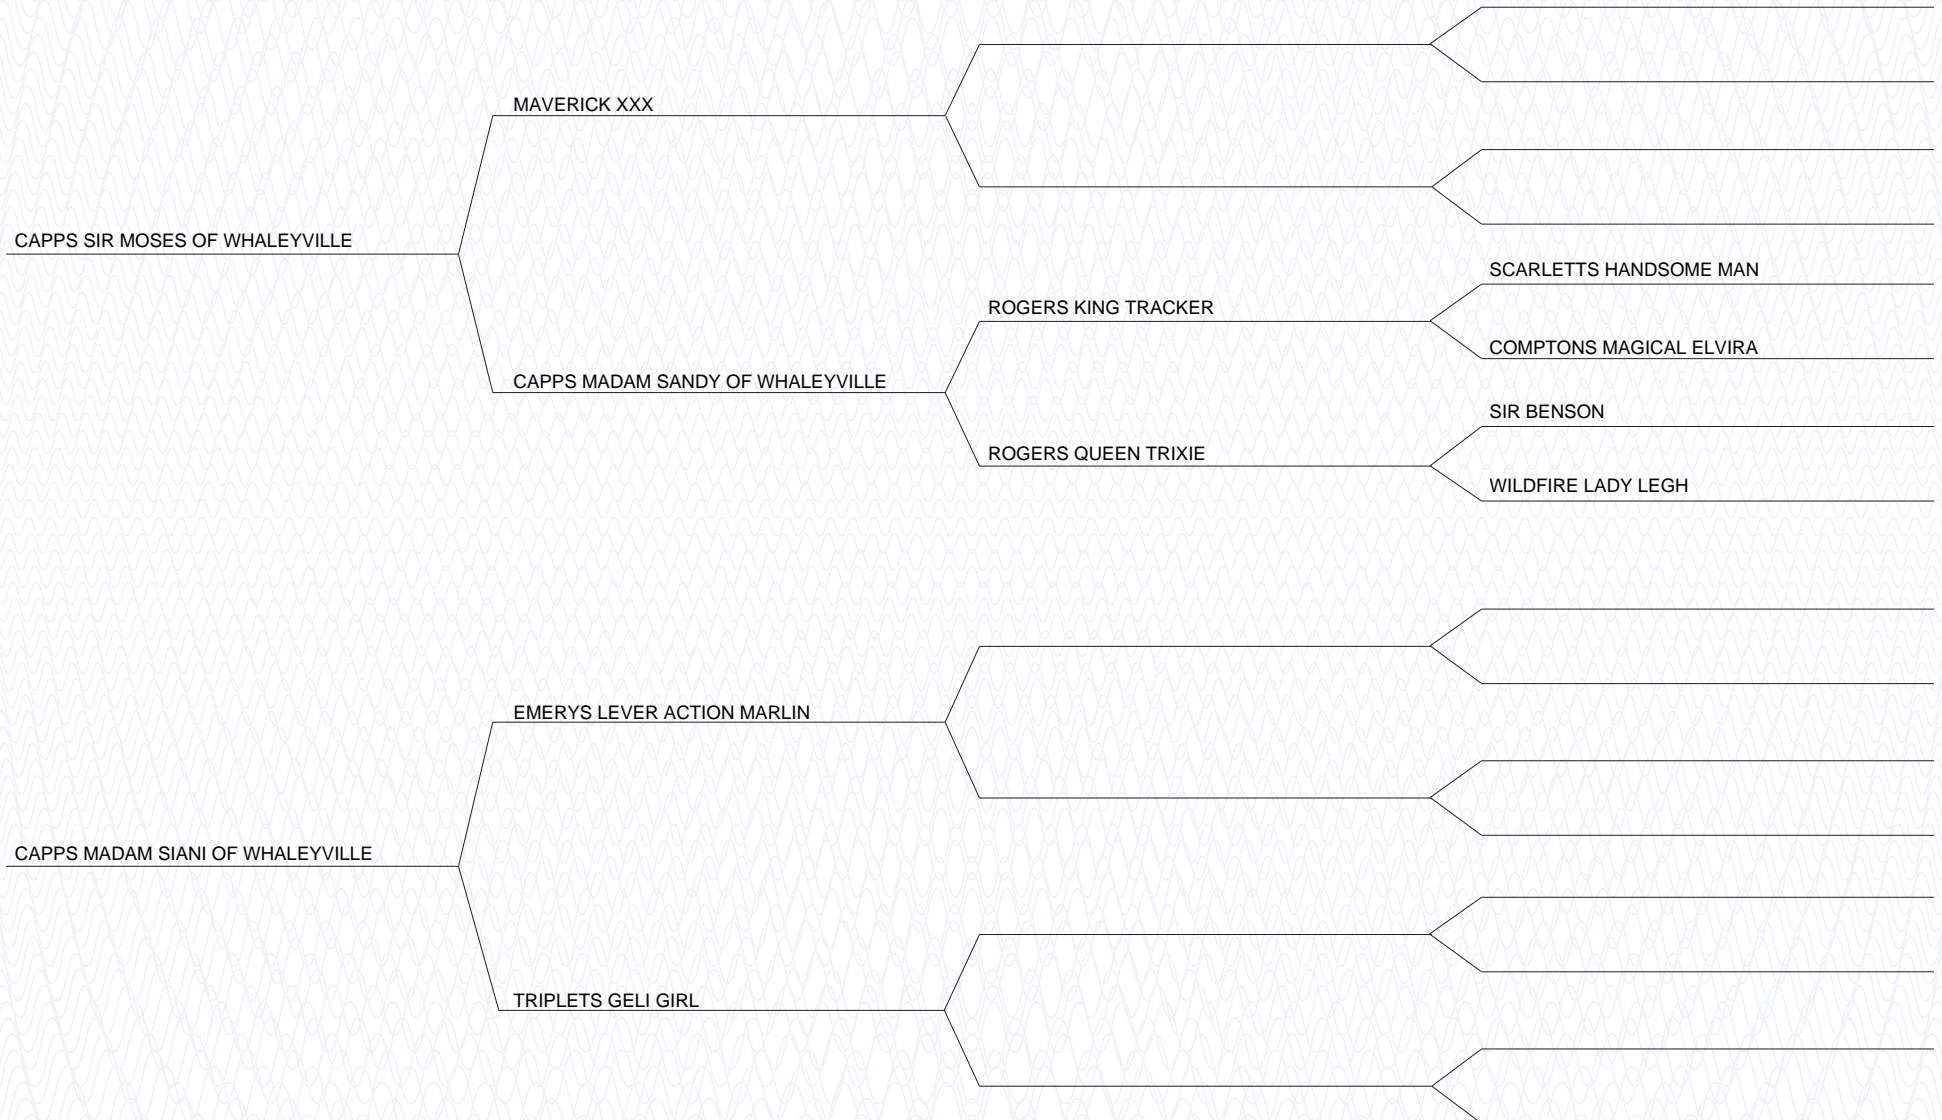 MAVERICK XXX
CAPPS SIR MOSES OF WHALEYVILLE
SCARLETTS HANDSOME MAN
ROGERS KING TRACKER
COMPTONS MAGICAL ELVIRA
CAPPS MADAM SANDY OF WHALEYVILLE
SIR BENSON
ROGERS QUEEN TRIXIE
WILDFIRE LADY LEGH
EMERYS LEVER ACTION MARLIN
CAPPS MADAM SIANI OF WHALEYVILLE
TRIPLETS GELI GIRL